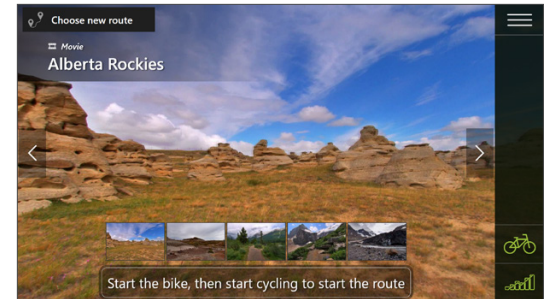 Choose new route
Movie
Alberta Rockies
Start the bike, then start cycling to start the route